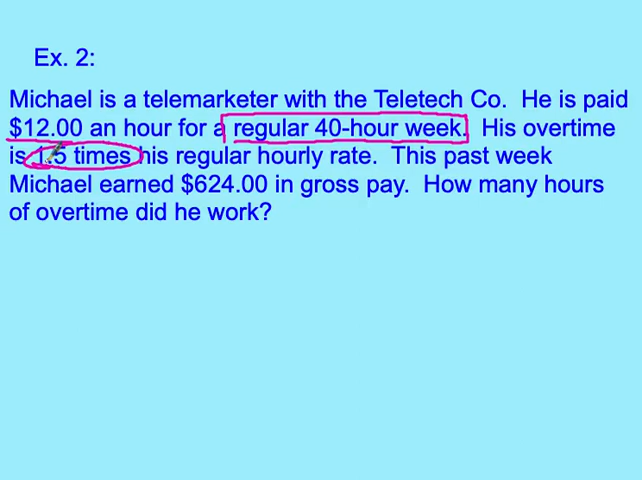 Ex. 2:
Michael is a telemarketer with the Teletech Co. He is paid
$12.00 an hour for a regular 40-hour week. His overtime
is 1.5 times his regular hourly rate. This past week
Michael earned $624.00 in gross pay. How many hours
of overtime did he work?